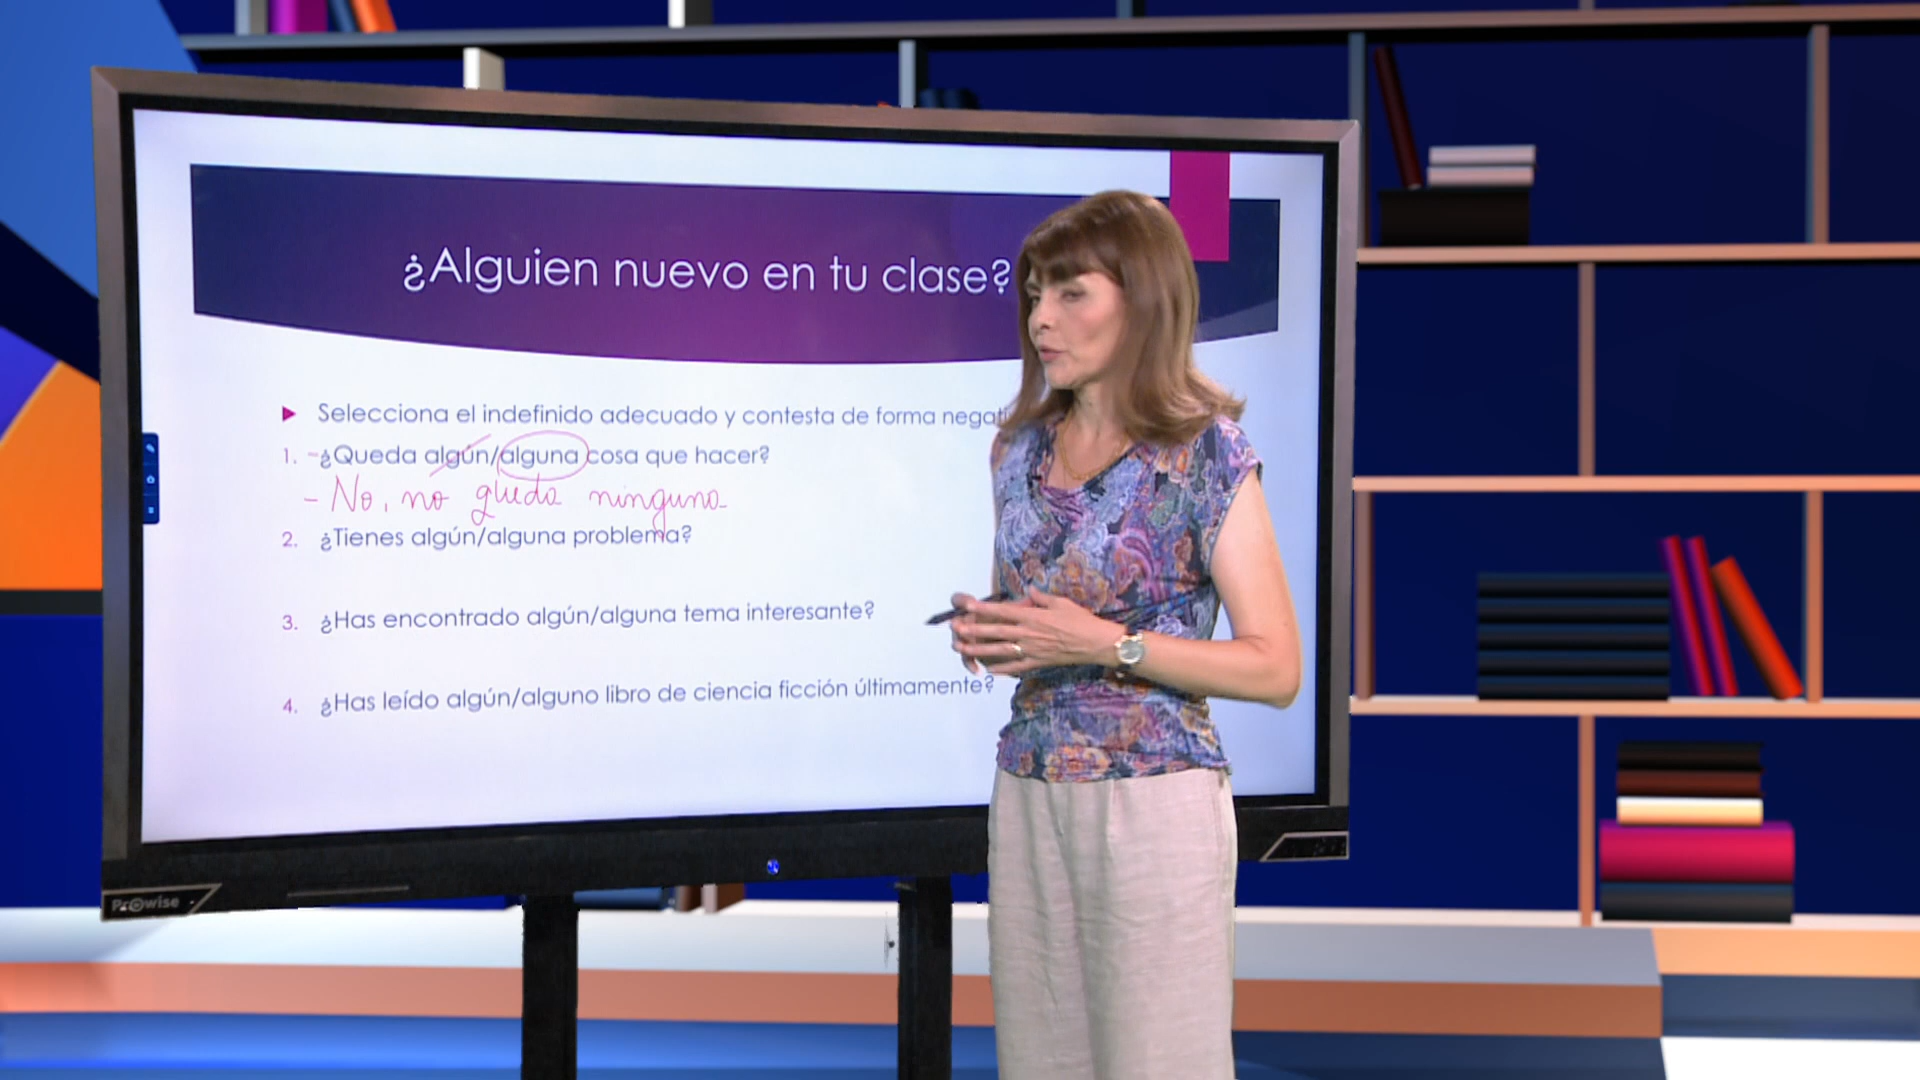 ¿Alguien nuevo en tu clase?
Selecciona el indefinido adecuado y contesta de forma negati
1. -¿Queda algún/alguna cosa que hacer?
- No, no queda ninguna
2. ¿Tienes algún/alguna problema?
3. ¿Has encontrado algún/alguna tema interesante?
4. ¿Has leído algún/alguno libro de ciencia ficción últimamente?
Prowise